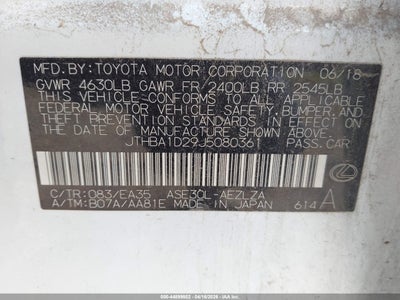 MFD.BY: TOYOTA MOTOR CORPORATION 06/18
GVWR 4630LB GAWR FR/2400LB RR 2545LB
THIS VEHICLE CONFORMS TO ALL APPLICABLE
FEDERAL MOTOR VEHICLE SAFETY, BUMPER, AND
THEFT PREVENTION STANDARDS IN EFFECT ON
THE DATE OF MANUFACTURE SHOWN ABOVE.
JTHBA1D29J5080361 PASS.CAR
C/TR: 083/EA35 ASE30L-AEZLZA
A/TM: B07A/AA81E MADE IN JAPAN 614 A